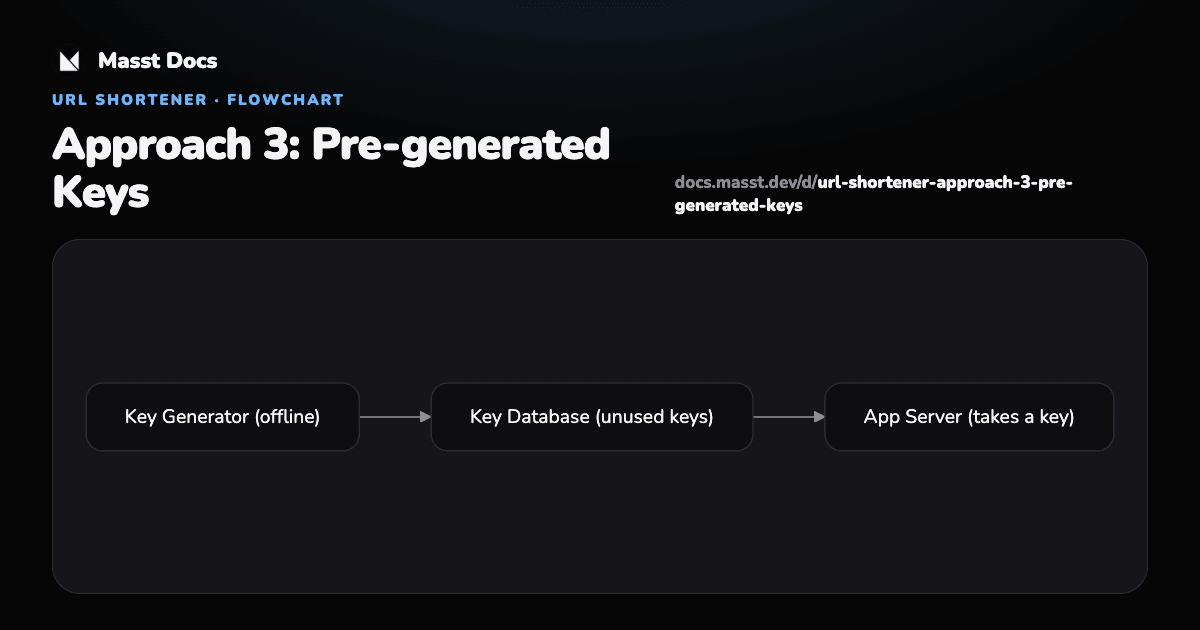 Masst Docs
URL SHORTENER · FLOWCHART
Approach 3: Pre-generated
Keys
docs.masst.dev/d/url-shortener-approach-3-pre-
generated-keys
Key Generator (offline)
Key Database (unused keys)
App Server (takes a key)